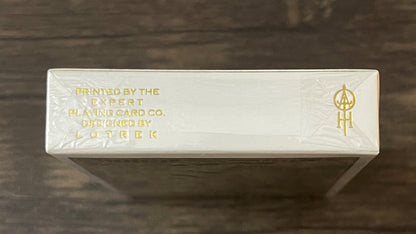 PRINTED BY THE
EXPERT
PLAYING CARD CO.
DESIGNED BY
LOTREK